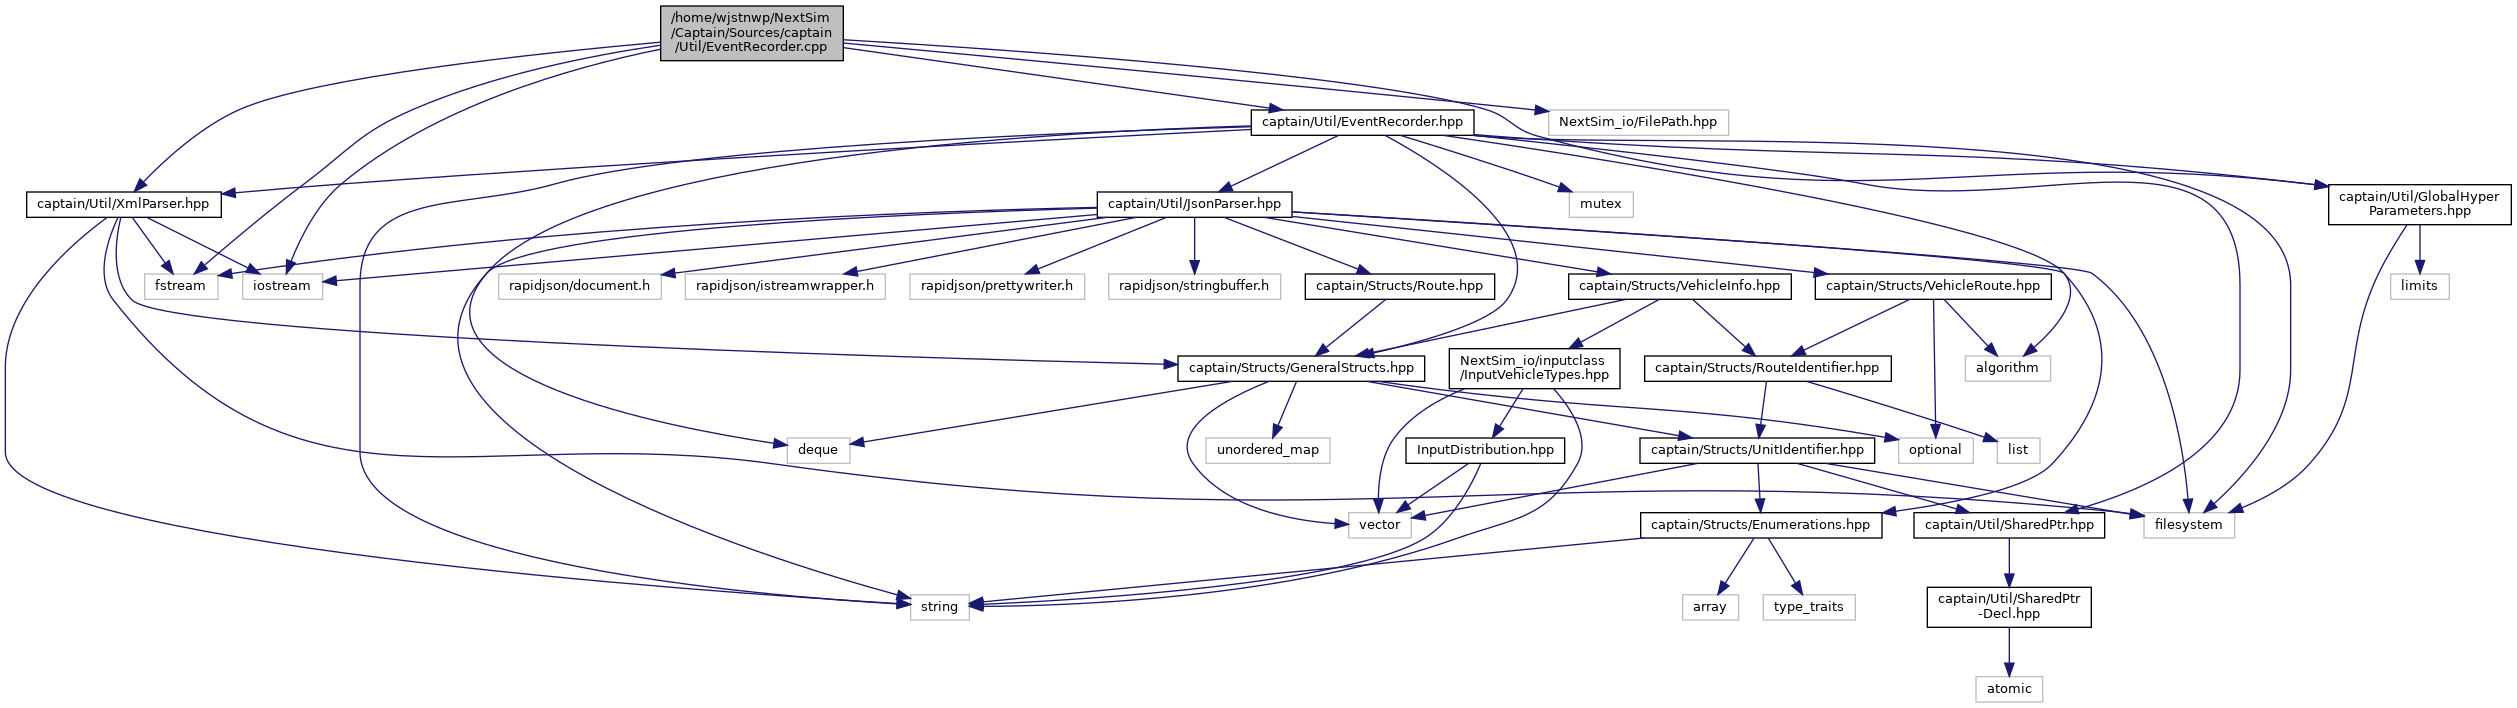 /home/wjstnwp/NextSim
/Captain/Sources/captain
/Util/EventRecorder.cpp
captain/Util/EventRecorder.hpp
NextSim_io/FilePath.hpp
captain/Util/XmlParser.hpp
captain/Util/JsonParser.hpp
mutex
captain/Util/GlobalHyper
Parameters.hpp
fstream
iostream
rapidjson/document.h
rapidjson/istreamwrapper.h
rapidjson/prettywriter.h
rapidjson/stringbuffer.h
captain/Structs/Route.hpp
captain/Structs/VehicleInfo.hpp
captain/Structs/VehicleRoute.hpp
limits
captain/Structs/GeneralStructs.hpp
NextSim_io/inputclass
/InputVehicleTypes.hpp
captain/Structs/RouteIdentifier.hpp
algorithm
deque
unordered_map
InputDistribution.hpp
captain/Structs/UnitIdentifier.hpp
optional
list
vector
captain/Structs/Enumerations.hpp
captain/Util/SharedPtr.hpp
filesystem
string
array
type_traits
captain/Util/SharedPtr
-Decl.hpp
atomic